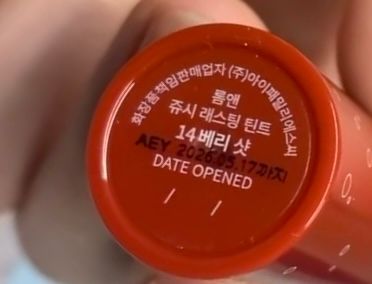 화장품책임판매업자 (주)아이패밀리에스씨
롬앤
쥬시 래스팅 틴트
14 베리 샷
AEY 2026.05.17까지
DATE OPENED
/ /